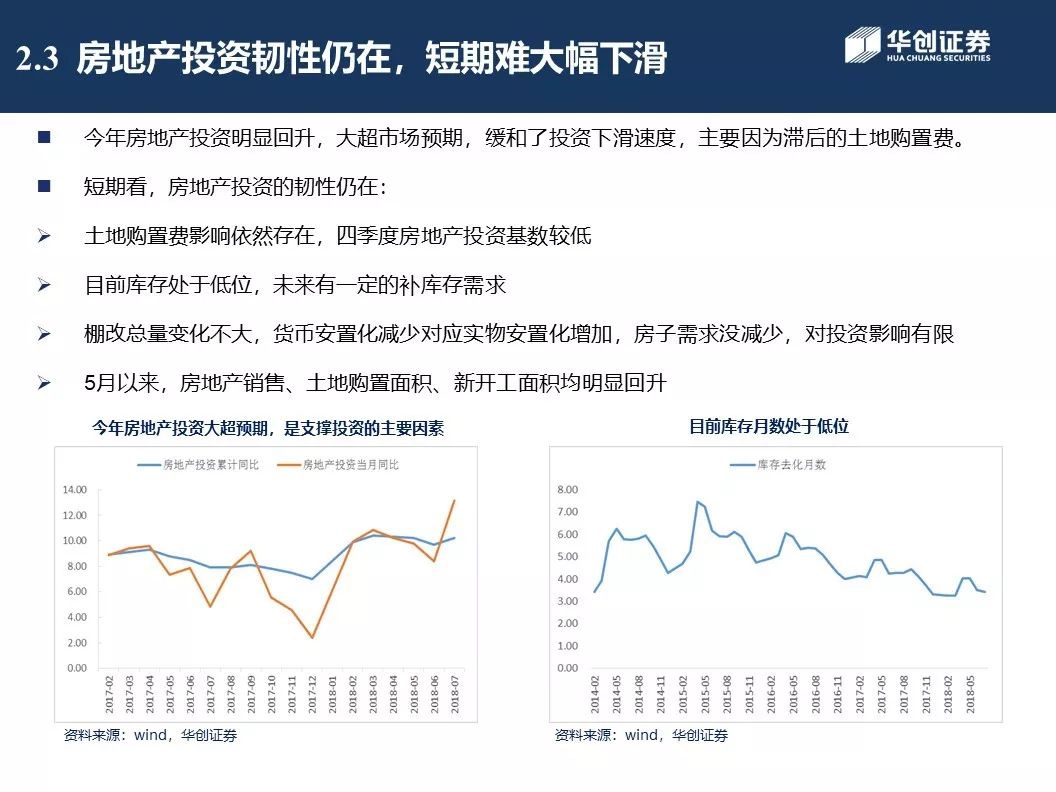 2.3 房地产投资韧性仍在，短期难大幅下滑
华创证券
HUA CHUANG SECURITIES
■ 今年房地产投资明显回升，大超市场预期，缓和了投资下滑速度，主要因为滞后的土地购置费。
■ 短期看，房地产投资的韧性仍在：
➢ 土地购置费影响依然存在，四季度房地产投资基数较低
➢ 目前库存处于低位，未来有一定的补库存需求
➢ 棚改总量变化不大，货币安置化减少对应实物安置化增加，房子需求没减少，对投资影响有限
➢ 5月以来，房地产销售、土地购置面积、新开工面积均明显回升
今年房地产投资大超预期，是支撑投资的主要因素
房地产投资累计同比 房地产投资当月同比
14.00
12.00
10.00
8.00
6.00
4.00
2.00
0.00
2017-02 2017-03 2017-04 2017-05 2017-06 2017-07 2017-08 2017-09 2017-10 2017-11 2017-12 2018-01 2018-02 2018-03 2018-04 2018-05 2018-06 2018-07
资料来源：wind，华创证券
目前库存月数处于低位
库存去化月数
8.00
7.00
6.00
5.00
4.00
3.00
2.00
1.00
0.00
2014-02 2014-05 2014-08 2014-11 2015-02 2015-05 2015-08 2015-11 2016-02 2016-05 2016-08 2016-11 2017-02 2017-05 2017-08 2017-11 2018-02 2018-05
资料来源：wind，华创证券